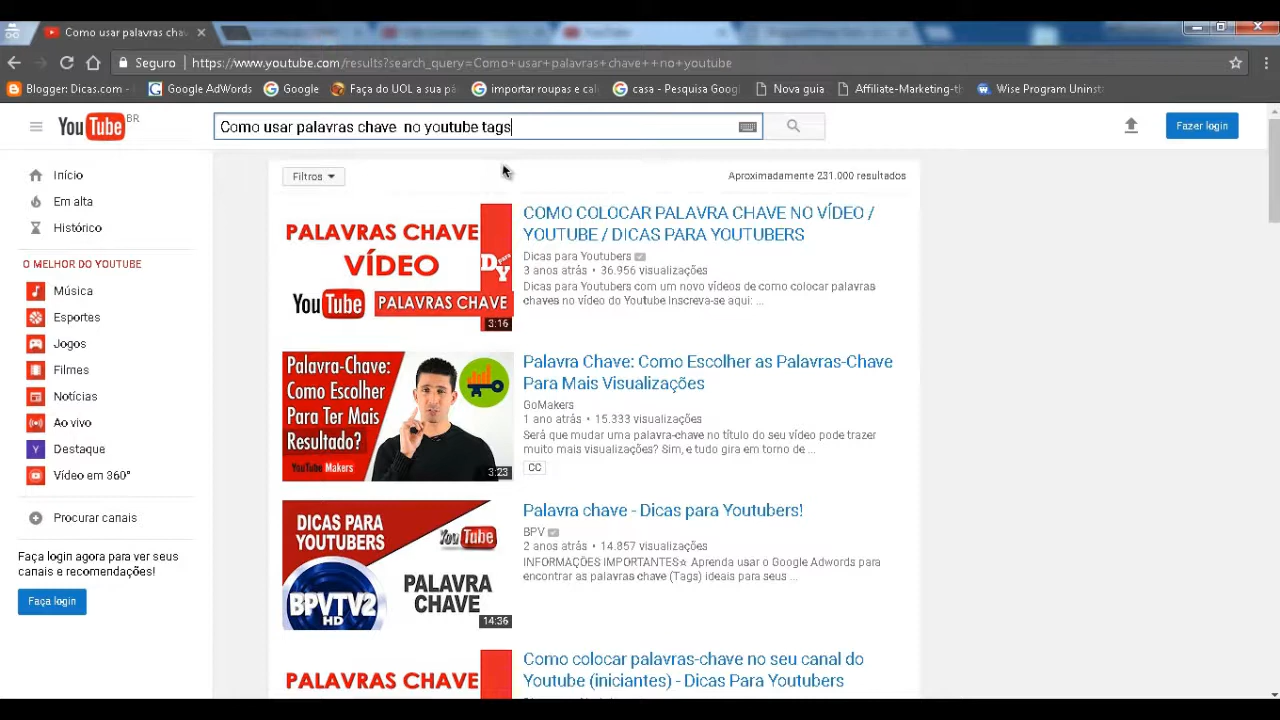 Como usar palavras chav
YouTube
Seguro
https://www.youtube.com/results?search_query=Como+usar+palavras+chave++no+youtube
Blogger: Dicas.com -
Google AdWords
Google
Faça do UOL a sua pá
importar roupas e cal
casa - Pesquisa Goog
Nova guia
Affiliate-Marketing-t
Wise Program Uninst
YouTube BR
Como usar palavras chave  no youtube tags
Fazer login
Início
Em alta
Histórico
O MELHOR DO YOUTUBE
Música
Esportes
Jogos
Filmes
Notícias
Ao vivo
Destaque
Vídeo em 360°
Procurar canais
Faça login agora para ver seus
canais e recomendações!
Faça login
Filtros
Aproximadamente 231.000 resultados
PALAVRAS CHAVE
VÍDEO
DY
para
YouTube PALAVRAS CHAVE
3:16
COMO COLOCAR PALAVRA CHAVE NO VÍDEO /
YOUTUBE / DICAS PARA YOUTUBERS
Dicas para Youtubers
3 anos atrás • 36.956 visualizações
Dicas para Youtubers com um novo vídeos de como colocar palavras
chaves no vídeo do Youtube Inscreva-se aqui: ...
Palavra-Chave:
Como Escolher
Para Ter Mais
Resultado?
YouTube Makers
3:23
Palavra Chave: Como Escolher as Palavras-Chave
Para Mais Visualizações
GoMakers
1 ano atrás • 15.333 visualizações
Será que mudar uma palavra-chave no título do seu vídeo pode trazer
muito mais visualizações? Sim, e tudo gira em torno de ...
CC
DICAS PARA
YOUTUBERS
YouTube
PALAVRA
CHAVE
BPVTV2
HD
14:36
Palavra chave - Dicas para Youtubers!
BPV
2 anos atrás • 14.857 visualizações
INFORMAÇÕES IMPORTANTES☆ Aprenda usar o Google Adwords para
encontrar as palavras chave (Tags) ideais para seus ...
PALAVRAS CHAVE
Como colocar palavras-chave no seu canal do
Youtube (iniciantes) - Dicas Para Youtubers